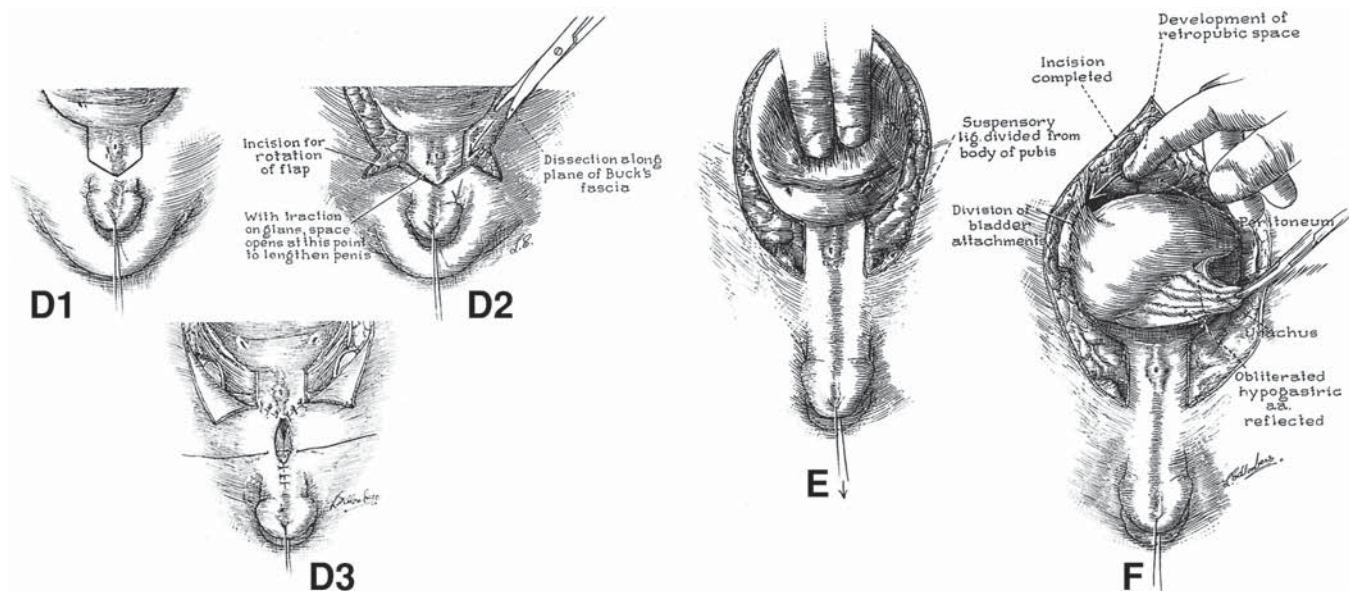 Incision for
rotation
of flap
With traction
on glans, space
opens at this point
to lengthen penis
Dissection along
plane of Buck's
fascia
D1
D2
D3
Suspensory
lig. divided from
body of pubis
E
Development of
retropubic space
Incision
completed
Division of
bladder
attachments
Peritoneum
Urachus
Obliterated
hypogastric
aa.
reflected
F